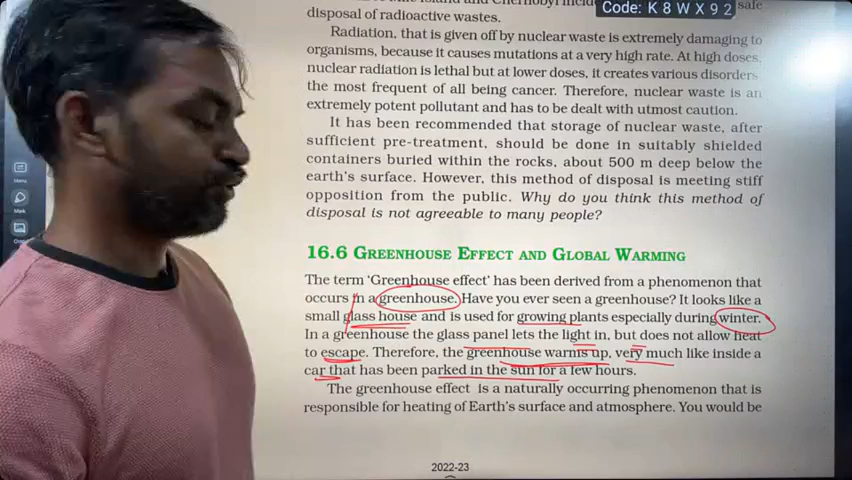 disposal of radioactive wastes.
Code: K 8 W X 9 2
safe
Radiation, that is given off by nuclear waste is extremely damaging to
organisms, because it causes mutations at a very high rate. At high doses,
nuclear radiation is lethal but at lower doses, it creates various disorders,
the most frequent of all being cancer. Therefore, nuclear waste is an
extremely potent pollutant and has to be dealt with utmost caution.
It has been recommended that storage of nuclear waste, after
sufficient pre-treatment, should be done in suitably shielded
containers buried within the rocks, about 500 m deep below the
earth's surface. However, this method of disposal is meeting stiff
opposition from the public. Why do you think this method of
disposal is not agreeable to many people?
16.6 GREENHOUSE EFFECT AND GLOBAL WARMING
The term 'Greenhouse effect' has been derived from a phenomenon that
occurs in a greenhouse. Have you ever seen a greenhouse? It looks like a
small glass house and is used for growing plants especially during winter.
In a greenhouse the glass panel lets the light in, but does not allow heat
to escape. Therefore, the greenhouse warms up, very much like inside a
car that has been parked in the sun for a few hours.
The greenhouse effect is a naturally occurring phenomenon that is
responsible for heating of Earth's surface and atmosphere. You would be
2022-23
Menu
Mark